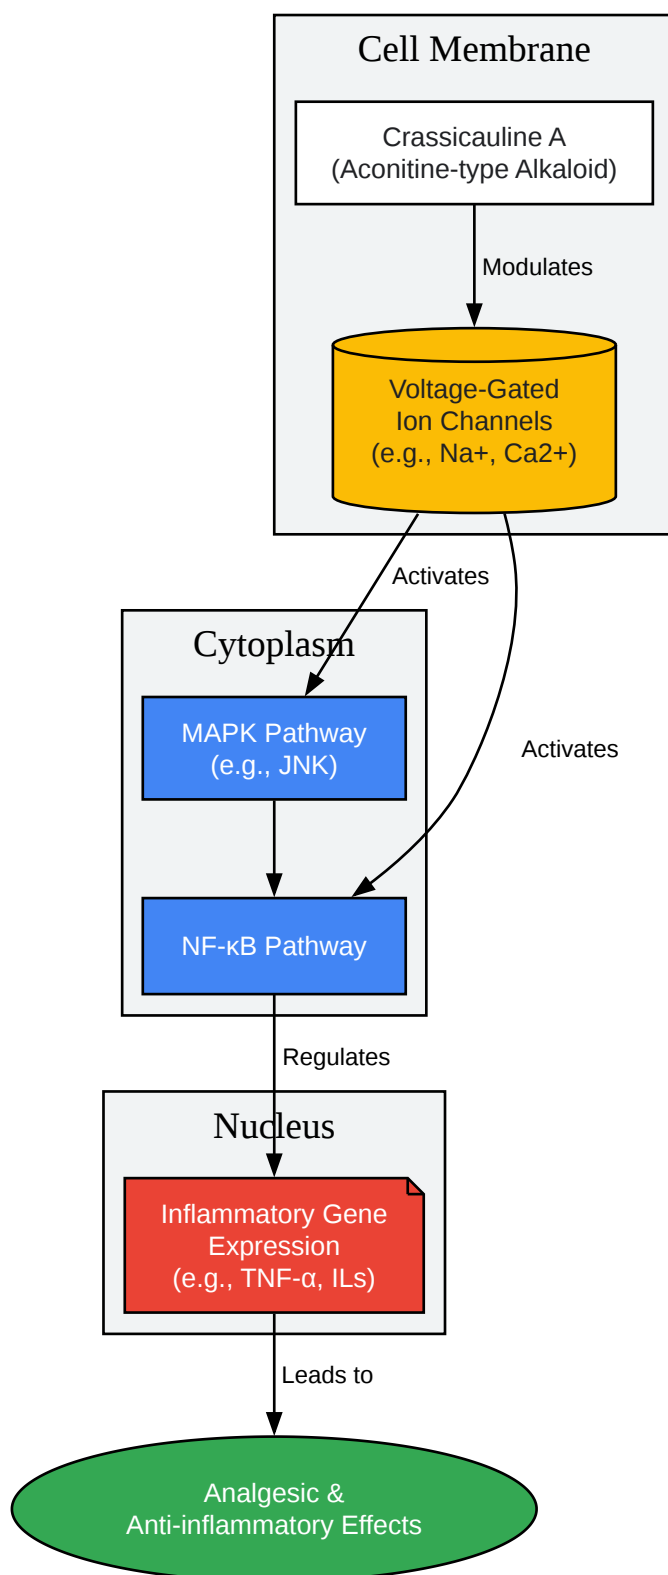 Cell Membrane
Crassicauline A
(Aconitine-type Alkaloid)
Modulates
Voltage-Gated
Ion Channels
(e.g., Na+, Ca2+)
Activates
Cytoplasm
MAPK Pathway
(e.g., JNK)
Activates
NF-κB Pathway
Regulates
Nucleus
Inflammatory Gene
Expression
(e.g., TNF-α, ILs)
Leads to
Analgesic &
Anti-inflammatory Effects